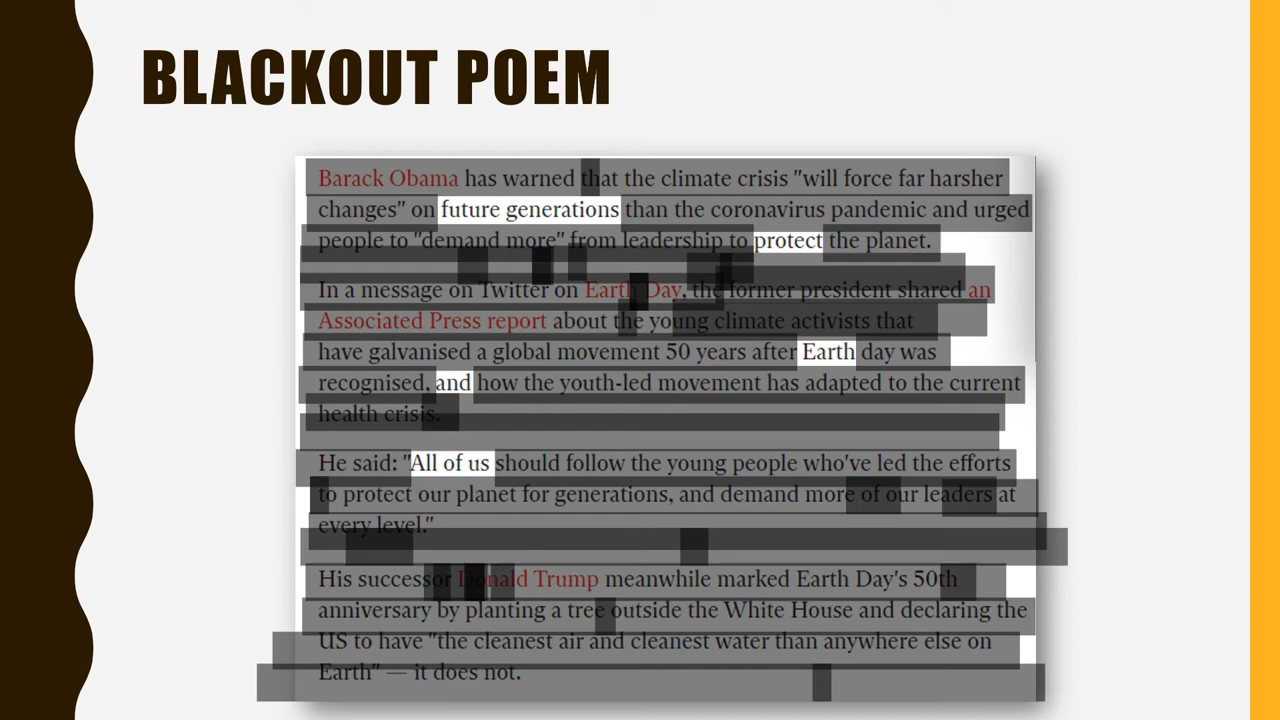 BLACKOUT POEM
Barack Obama has warned that the climate crisis "will force far harsher
changes" on future generations than the coronavirus pandemic and urged
people to "demand more" from leadership to protect the planet.
In a message on Twitter on Earth Day, the former president shared an
Associated Press report about the young climate activists that
have galvanised a global movement 50 years after Earth day was
recognised, and how the youth-led movement has adapted to the current
health crisis.
He said: "All of us should follow the young people who've led the efforts
to protect our planet for generations, and demand more of our leaders at
every level."
His successor Donald Trump meanwhile marked Earth Day's 50th
anniversary by planting a tree outside the White House and declaring the
US to have "the cleanest air and cleanest water than anywhere else on
Earth" — it does not.